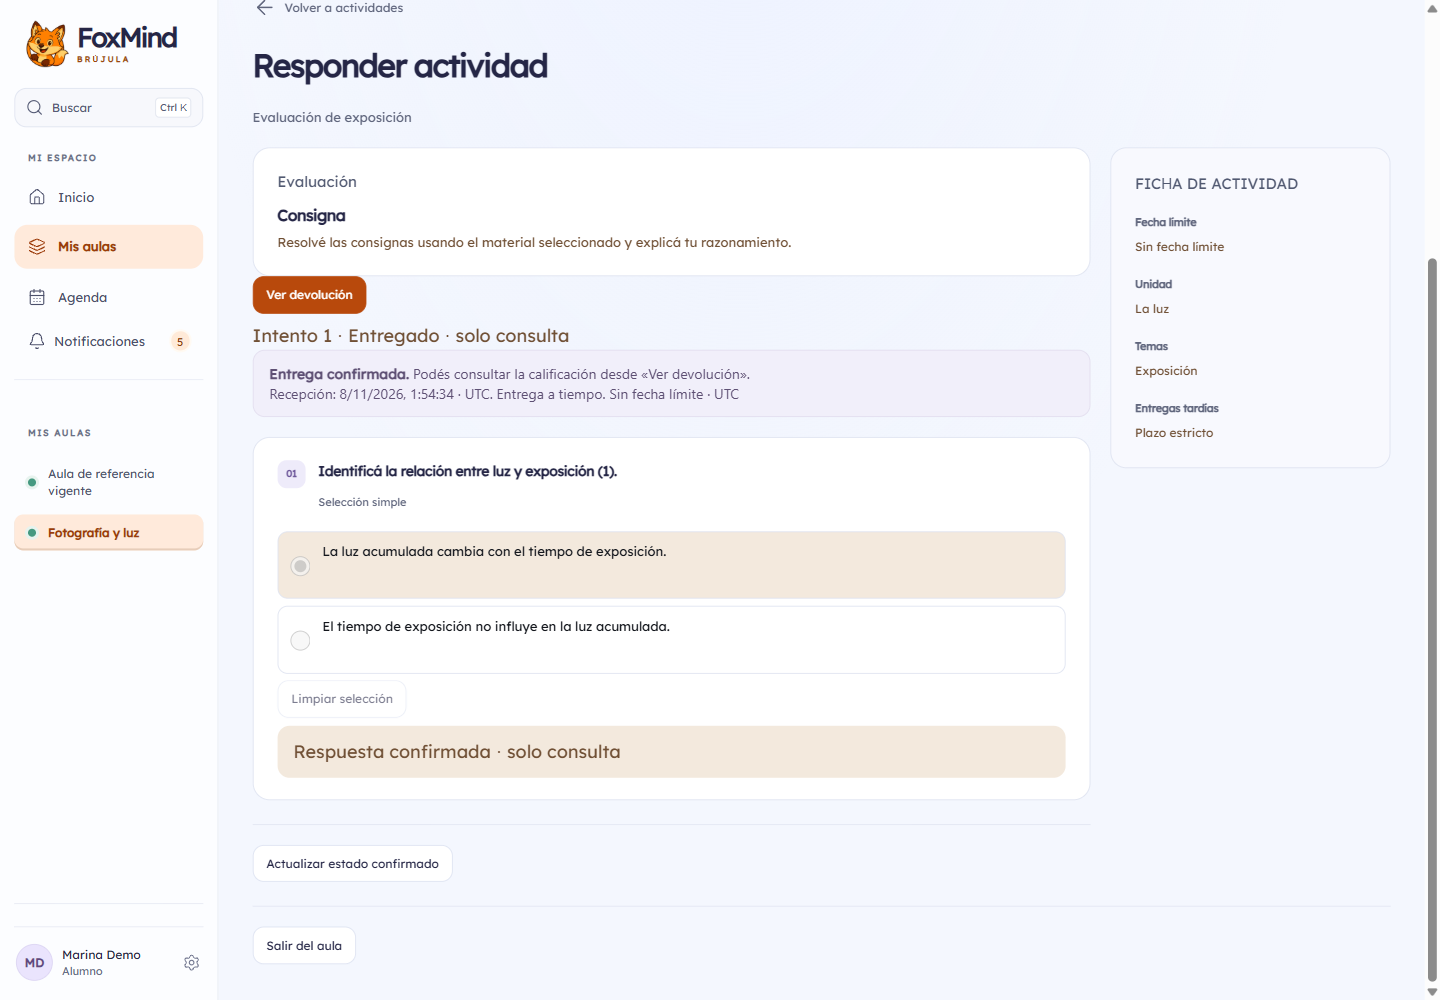 FoxMind
BRÚJULA
Buscar
Ctrl K
MI ESPACIO
Inicio
Mis aulas
Agenda
Notificaciones
5
MIS AULAS
Aula de referencia
vigente
Fotografía y luz
MD
Marina Demo
Alumno
Volver a actividades
Responder actividad
Evaluación de exposición
Evaluación
Consigna
Resolvé las consignas usando el material seleccionado y explicá tu razonamiento.
Ver devolución
Intento 1 · Entregado · solo consulta
Entrega confirmada. Podés consultar la calificación desde «Ver devolución».
Recepción: 8/11/2026, 1:54:34 · UTC. Entrega a tiempo. Sin fecha límite · UTC
01
Identificá la relación entre luz y exposición (1).
Selección simple
La luz acumulada cambia con el tiempo de exposición.
El tiempo de exposición no influye en la luz acumulada.
Limpiar selección
Respuesta confirmada · solo consulta
Actualizar estado confirmado
Salir del aula
FICHA DE ACTIVIDAD
Fecha límite
Sin fecha límite
Unidad
La luz
Temas
Exposición
Entregas tardías
Plazo estricto